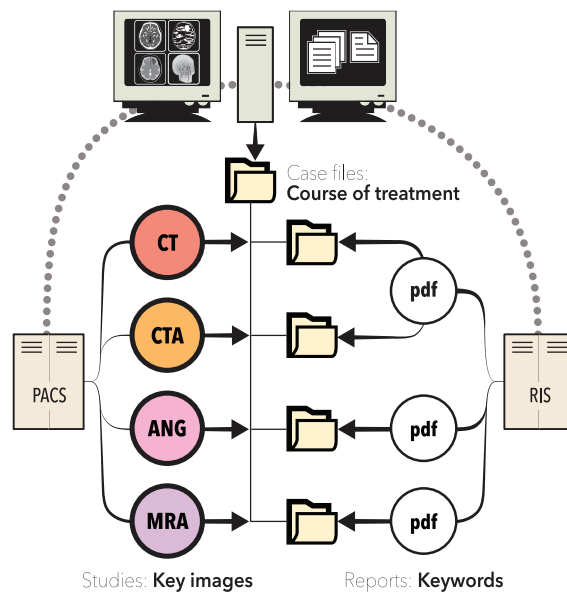 Case files:
Course of treatment
CT
pdf
CTA
PACS
RIS
ANG
pdf
MRA
pdf
Studies: Key images
Reports: Keywords